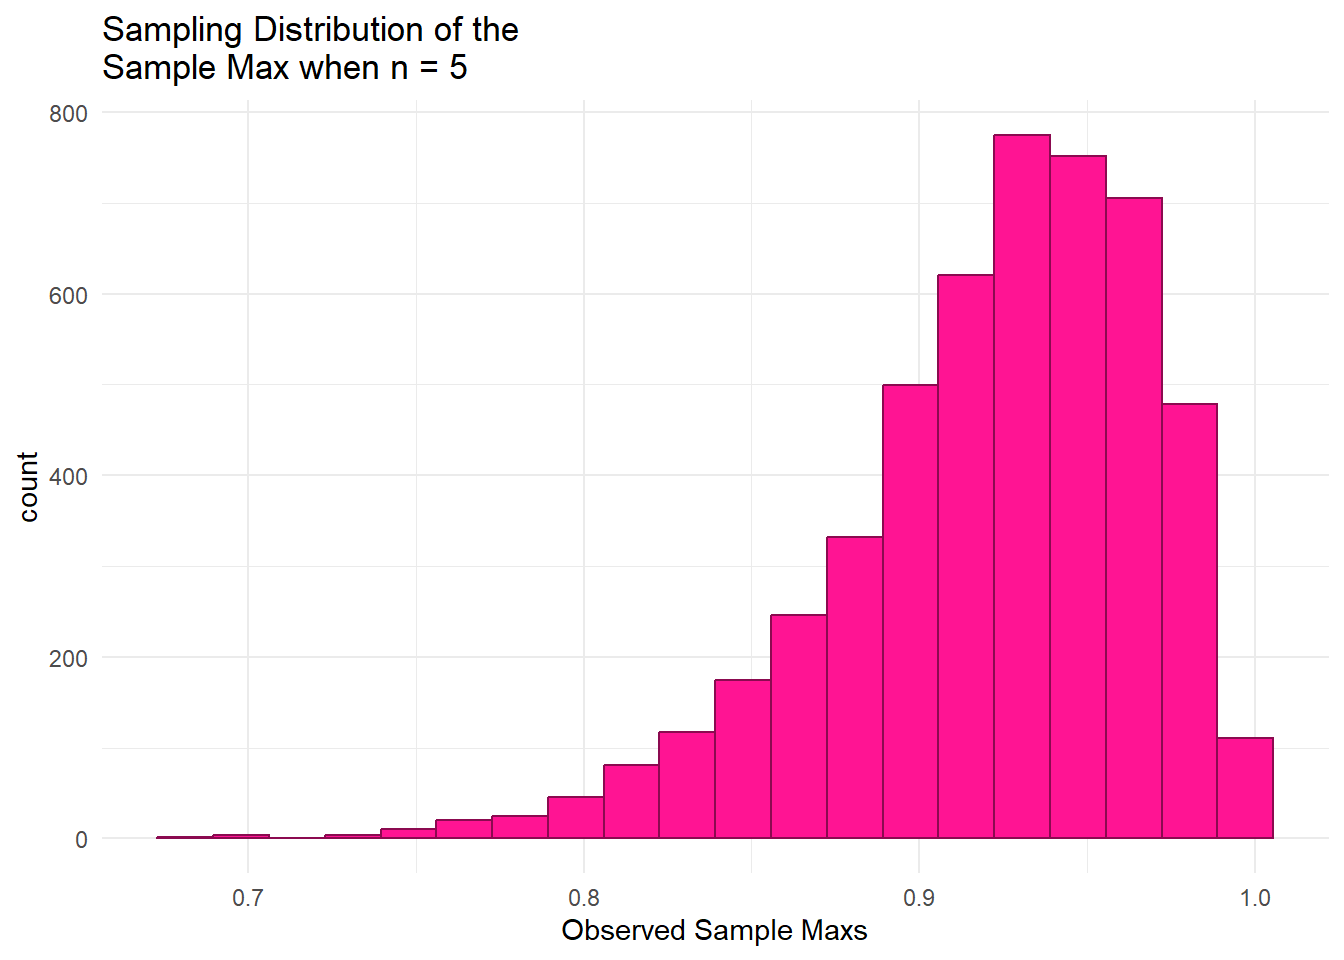 Sampling Distribution of the
Sample Max when n = 5
800
600
400
200
0
count
0.7 0.8 0.9 1.0
Observed Sample Maxs